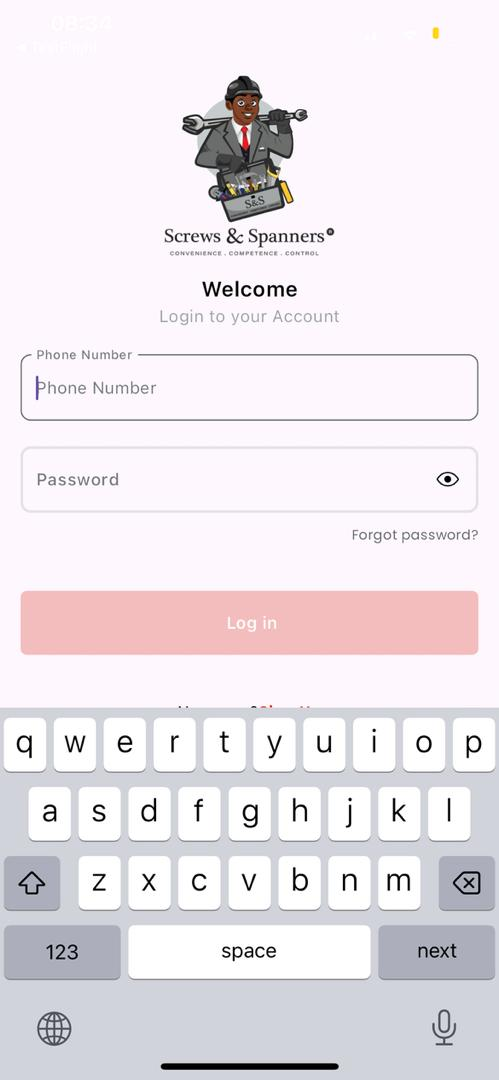 08:34
◀ TestFlight
S&S
Screws & Spanners®
CONVENIENCE . COMPETENCE . CONTROL
Welcome
Login to your Account
Phone Number
Phone Number
Password
Forgot password?
Log in
q w e r t y u i o p
a s d f g h j k l
z x c v b n m
123 space next